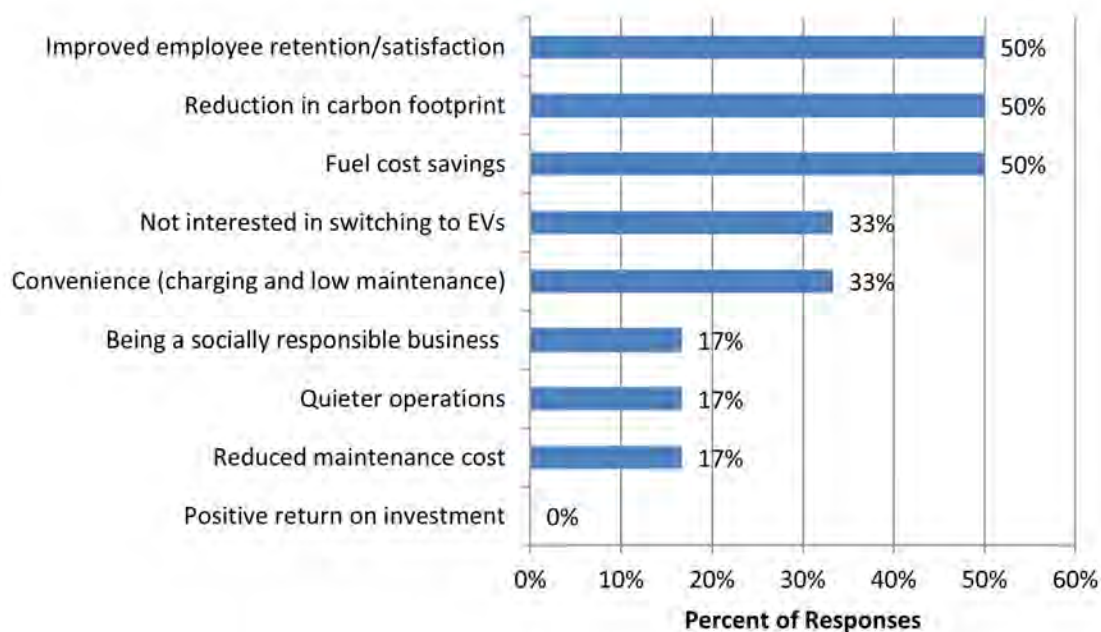 Improved employee retention/satisfaction 50%
Reduction in carbon footprint 50%
Fuel cost savings 50%
Not interested in switching to EVs 33%
Convenience (charging and low maintenance) 33%
Being a socially responsible business 17%
Quieter operations 17%
Reduced maintenance cost 17%
Positive return on investment 0%
0% 10% 20% 30% 40% 50% 60%
Percent of Responses